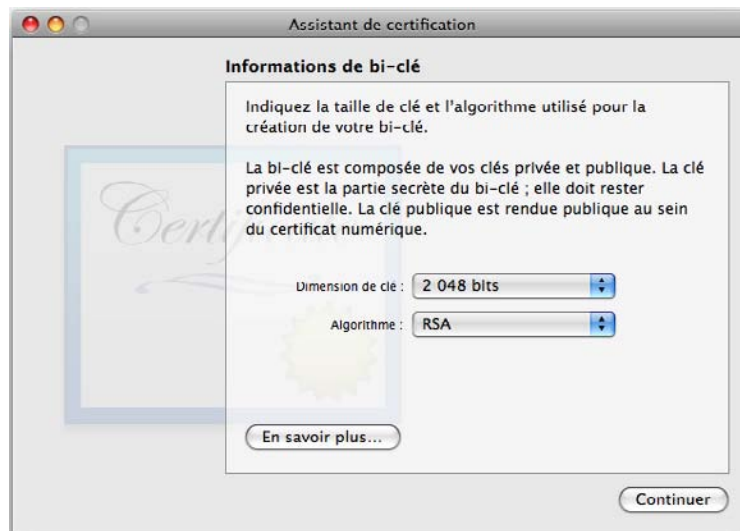 Assistant de certification
Informations de bi-clé
Indiquez la taille de clé et l'algorithme utilisé pour la
création de votre bi-clé.
La bi-clé est composée de vos clés privée et publique. La clé
privée est la partie secrète du bi-clé ; elle doit rester
confidentielle. La clé publique est rendue publique au sein
du certificat numérique.
Dimension de clé : 2 048 bits
Algorithme : RSA
En savoir plus...
Continuer